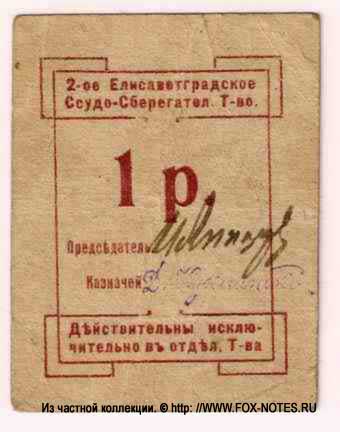 2-ое Елисаветградское
Ссудо-Сберегател. Т-во.
1 р
Предсѣдатель
Казначей
Дѣйствительны исклю-
чительно въ отдѣл. Т-ва
Из частной коллекции. © http: //WWW.FOX-NOTES.RU